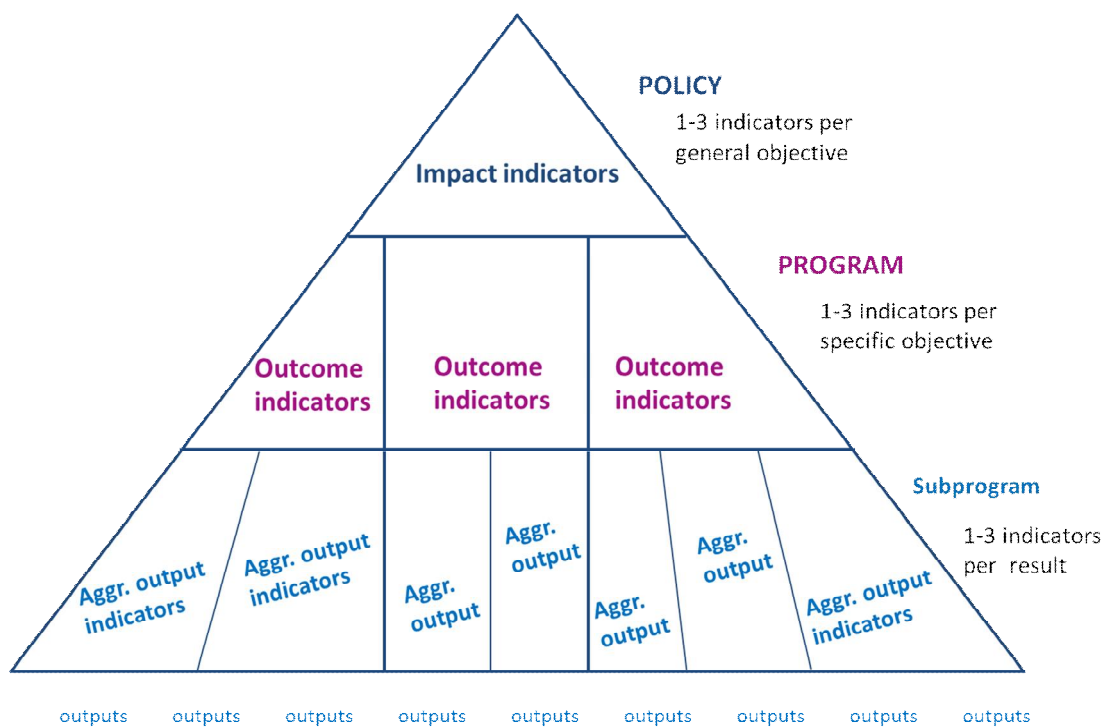 POLICY
1-3 indicators per
general objective
Impact indicators
PROGRAM
1-3 indicators per
specific objective
Outcome
indicators
Outcome
indicators
Outcome
indicators
Subprogram
1-3 indicators
per result
Aggr. output
indicators
Aggr. output
indicators
Aggr.
output
Aggr.
output
Aggr.
output
Aggr.
output
Aggr. output
indicators
outputs outputs outputs outputs outputs outputs outputs outputs outputs